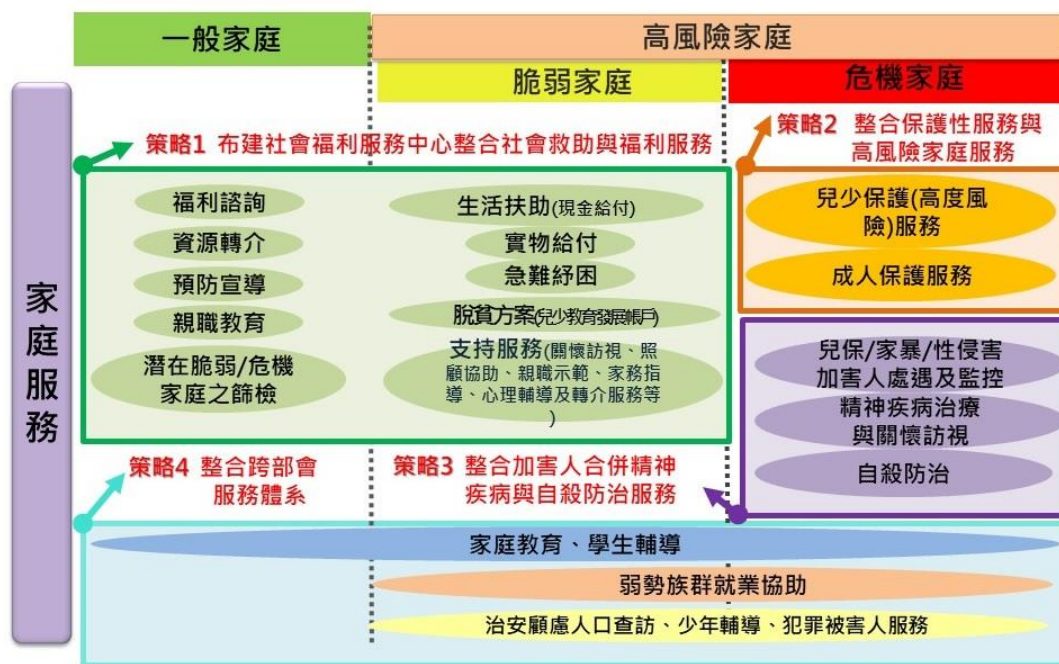 一般家庭
高風險家庭
脆弱家庭
危機家庭
家庭服務
策略1 布建社會福利服務中心整合社會救助與福利服務
策略2 整合保護性服務與
高風險家庭服務
福利諮詢
資源轉介
預防宣導
親職教育
潛在脆弱/危機
家庭之篩檢
生活扶助(現金給付)
實物給付
急難紓困
脫貧方案(兒少教育發展帳戶)
支持服務(關懷訪視、照
顧協助、親職示範、家務指
導、心理輔導及轉介服務等
)
兒少保護(高度風
險)服務
成人保護服務
兒保/家暴/性侵害
加害人處遇及監控
精神疾病治療
與關懷訪視
自殺防治
策略4 整合跨部會
服務體系
策略3 整合加害人合併精神
疾病與自殺防治服務
家庭教育、學生輔導
弱勢族群就業協助
治安顧慮人口查訪、少年輔導、犯罪被害人服務